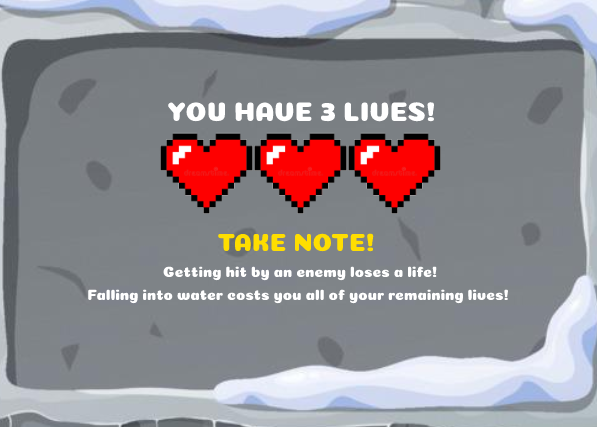 YOU HAVE 3 LIVES!
TAKE NOTE!
Getting hit by an enemy loses a life!
Falling into water costs you all of your remaining lives!